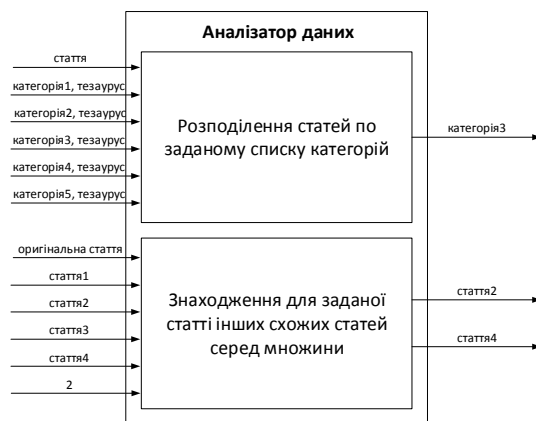 Аналізатор даних
стаття
категорія1, тезаурус
категорія2, тезаурус
категорія3, тезаурус
категорія4, тезаурус
категорія5, тезаурус
Розподілення статей по
заданому списку категорій
категорія3
оригінальна стаття
стаття1
стаття2
стаття3
стаття4
2
Знаходження для заданої
статті інших схожих статей
серед множини
стаття2
стаття4